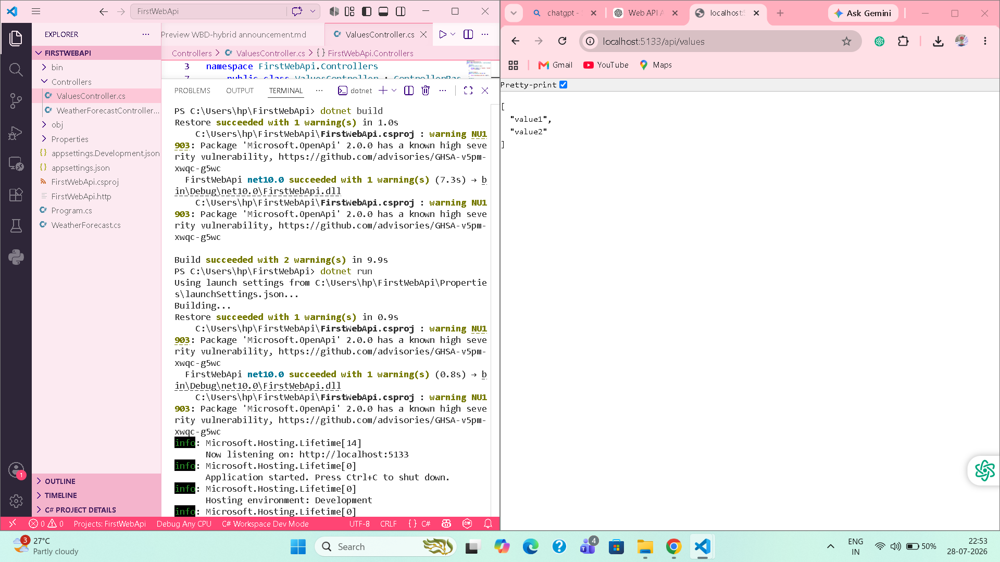 FirstWebApi
EXPLORER
FIRSTWEBAPI
bin
Controllers
ValuesController.cs
WeatherForecastController...
obj
Properties
appsettings.Development.json
appsettings.json
FirstWebApi.csproj
FirstWebApi.http
Program.cs
WeatherForecast.cs
OUTLINE
TIMELINE
C# PROJECT DETAILS
1
Preview WBD-hybrid announcement.md
ValuesController.cs
Controllers > ValuesController.cs > { } FirstWebApi.Controllers
3 namespace FirstWebApi.Controllers
7 public class ValuesController : ControllerBas
PROBLEMS OUTPUT TERMINAL ... dotnet
PS C:\Users\hp\FirstWebApi> dotnet build
Restore succeeded with 1 warning(s) in 1.0s
C:\Users\hp\FirstWebApi\FirstWebApi.csproj : warning NU1
903: Package 'Microsoft.OpenApi' 2.0.0 has a known high seve
rity vulnerability, https://github.com/advisories/GHSA-v5pm-
xwqc-g5wc
FirstWebApi net10.0 succeeded with 1 warning(s) (7.3s) → b
in\Debug\net10.0\FirstWebApi.dll
C:\Users\hp\FirstWebApi\FirstWebApi.csproj : warning NU1
903: Package 'Microsoft.OpenApi' 2.0.0 has a known high seve
rity vulnerability, https://github.com/advisories/GHSA-v5pm-
xwqc-g5wc
Build succeeded with 2 warning(s) in 9.9s
PS C:\Users\hp\FirstWebApi> dotnet run
Using launch settings from C:\Users\hp\FirstWebApi\Propertie
s\launchSettings.json...
Building...
Restore succeeded with 1 warning(s) in 0.9s
C:\Users\hp\FirstWebApi\FirstWebApi.csproj : warning NU1
903: Package 'Microsoft.OpenApi' 2.0.0 has a known high seve
rity vulnerability, https://github.com/advisories/GHSA-v5pm-
xwqc-g5wc
FirstWebApi net10.0 succeeded with 1 warning(s) (0.8s) → b
in\Debug\net10.0\FirstWebApi.dll
C:\Users\hp\FirstWebApi\FirstWebApi.csproj : warning NU1
903: Package 'Microsoft.OpenApi' 2.0.0 has a known high seve
rity vulnerability, https://github.com/advisories/GHSA-v5pm-
xwqc-g5wc
info: Microsoft.Hosting.Lifetime[14]
Now listening on: http://localhost:5133
info: Microsoft.Hosting.Lifetime[0]
Application started. Press Ctrl+C to shut down.
info: Microsoft.Hosting.Lifetime[0]
Hosting environment: Development
info: Microsoft.Hosting.Lifetime[0]
0 0 Projects: FirstWebApi Debug Any CPU C# Workspace Dev Mode UTF-8 CRLF { } C#
chatgpt - Web API localhost:5 Ask Gemini
localhost:5133/api/values
Gmail YouTube Maps
Pretty-print
[
"value1",
"value2"
]
3
27°C
Partly cloudy
Search
4
ENG
IN
50%
22:53
28-07-2026